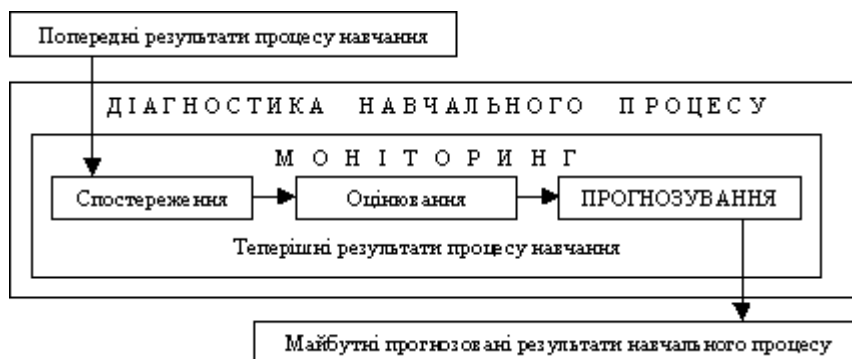 Попередні результати процесу навчання
ДІАГНОСТИКА НАВЧАЛЬНОГО ПРОЦЕСУ
МОНІТОРИНГ
Спостереження
Оцінювання
ПРОГНОЗУВАННЯ
Теперішні результати процесу навчання
Майбутні прогнозовані результати навчального процесу